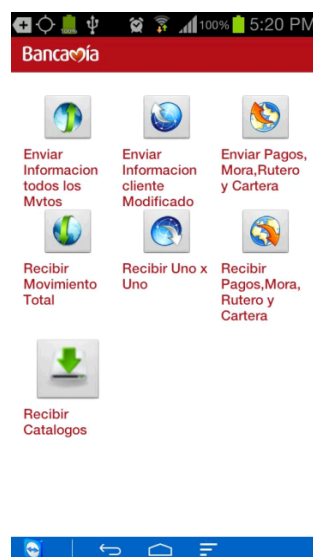 100% 5:20 PM
Bancamía
Enviar
Informacion
todos los
Mvtos
Enviar
Informacion
cliente
Modificado
Enviar Pagos,
Mora,Rutero
y Cartera
Recibir
Movimiento
Total
Recibir Uno x
Uno
Recibir
Pagos,Mora,
Rutero y
Cartera
Recibir
Catalogos